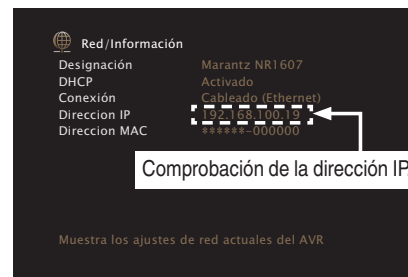 Red/Información
Designación Marantz NR1607
DHCP Activado
Conexión Cableado (Ethernet)
Direccion IP 192.168.100.19
Direccion MAC ******-000000
Comprobación de la dirección IP.
Muestra los ajustes de red actuales del AVR